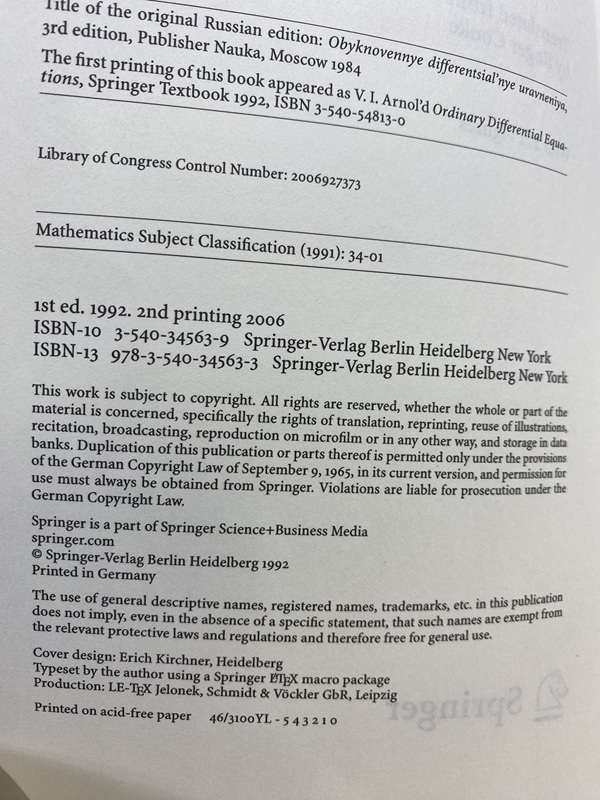 Title of the original Russian edition: Obyknovennye differentsial'nye uravneniya,
3rd edition, Publisher Nauka, Moscow 1984
The first printing of this book appeared as V. I. Arnol'd Ordinary Differential Equa-
tions, Springer Textbook 1992, ISBN 3-540-54813-0
Library of Congress Control Number: 2006927373
Mathematics Subject Classification (1991): 34-01
1st ed. 1992. 2nd printing 2006
ISBN-10 3-540-34563-9 Springer-Verlag Berlin Heidelberg New York
ISBN-13 978-3-540-34563-3 Springer-Verlag Berlin Heidelberg New York
This work is subject to copyright. All rights are reserved, whether the whole or part of the
material is concerned, specifically the rights of translation, reprinting, reuse of illustrations,
recitation, broadcasting, reproduction on microfilm or in any other way, and storage in data
banks. Duplication of this publication or parts thereof is permitted only under the provisions
of the German Copyright Law of September 9, 1965, in its current version, and permission for
use must always be obtained from Springer. Violations are liable for prosecution under the
German Copyright Law.
Springer is a part of Springer Science+Business Media
springer.com
© Springer-Verlag Berlin Heidelberg 1992
Printed in Germany
The use of general descriptive names, registered names, trademarks, etc. in this publication
does not imply, even in the absence of a specific statement, that such names are exempt from
the relevant protective laws and regulations and therefore free for general use.
Cover design: Erich Kirchner, Heidelberg
Typeset by the author using a Springer LATEX macro package
Production: LE-TEX Jelonek, Schmidt & Vöckler GbR, Leipzig
Printed on acid-free paper 46/3100YL - 5 4 3 2 1 0
Springer